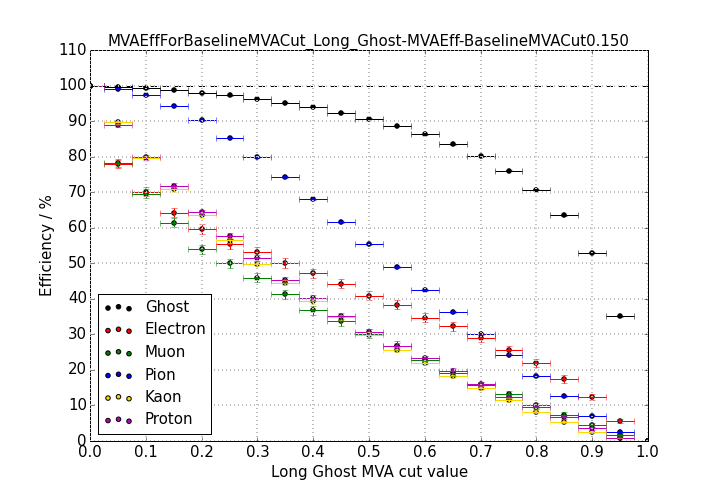 MVAEffForBaselineMVACut_Long_Ghost-MVAEff-BaselineMVACut0.150
110
100
90
80
70
60
50
40
30
20
10
0
Efficiency / %
Ghost
Electron
Muon
Pion
Kaon
Proton
0.0 0.1 0.2 0.3 0.4 0.5 0.6 0.7 0.8 0.9 1.0
Long Ghost MVA cut value